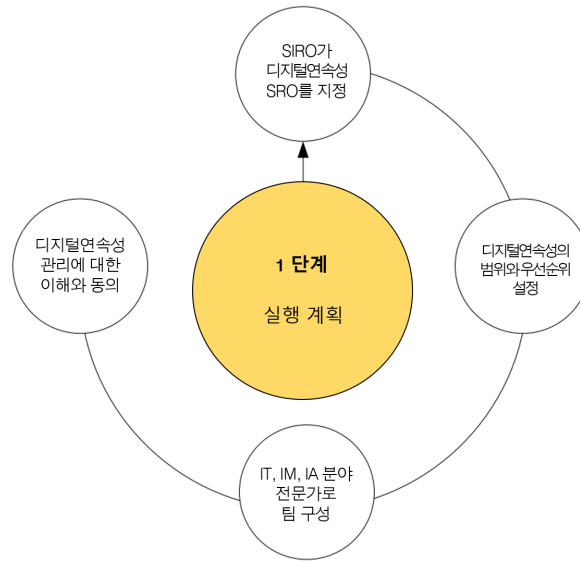 SIRO가
디지털연속성
SRO를 지정
디지털연속성
관리에 대한
이해와 동의
1 단계
실행 계획
디지털연속성의
범위와 우선순위
설정
IT, IM, IA 분야
전문가로
팀 구성